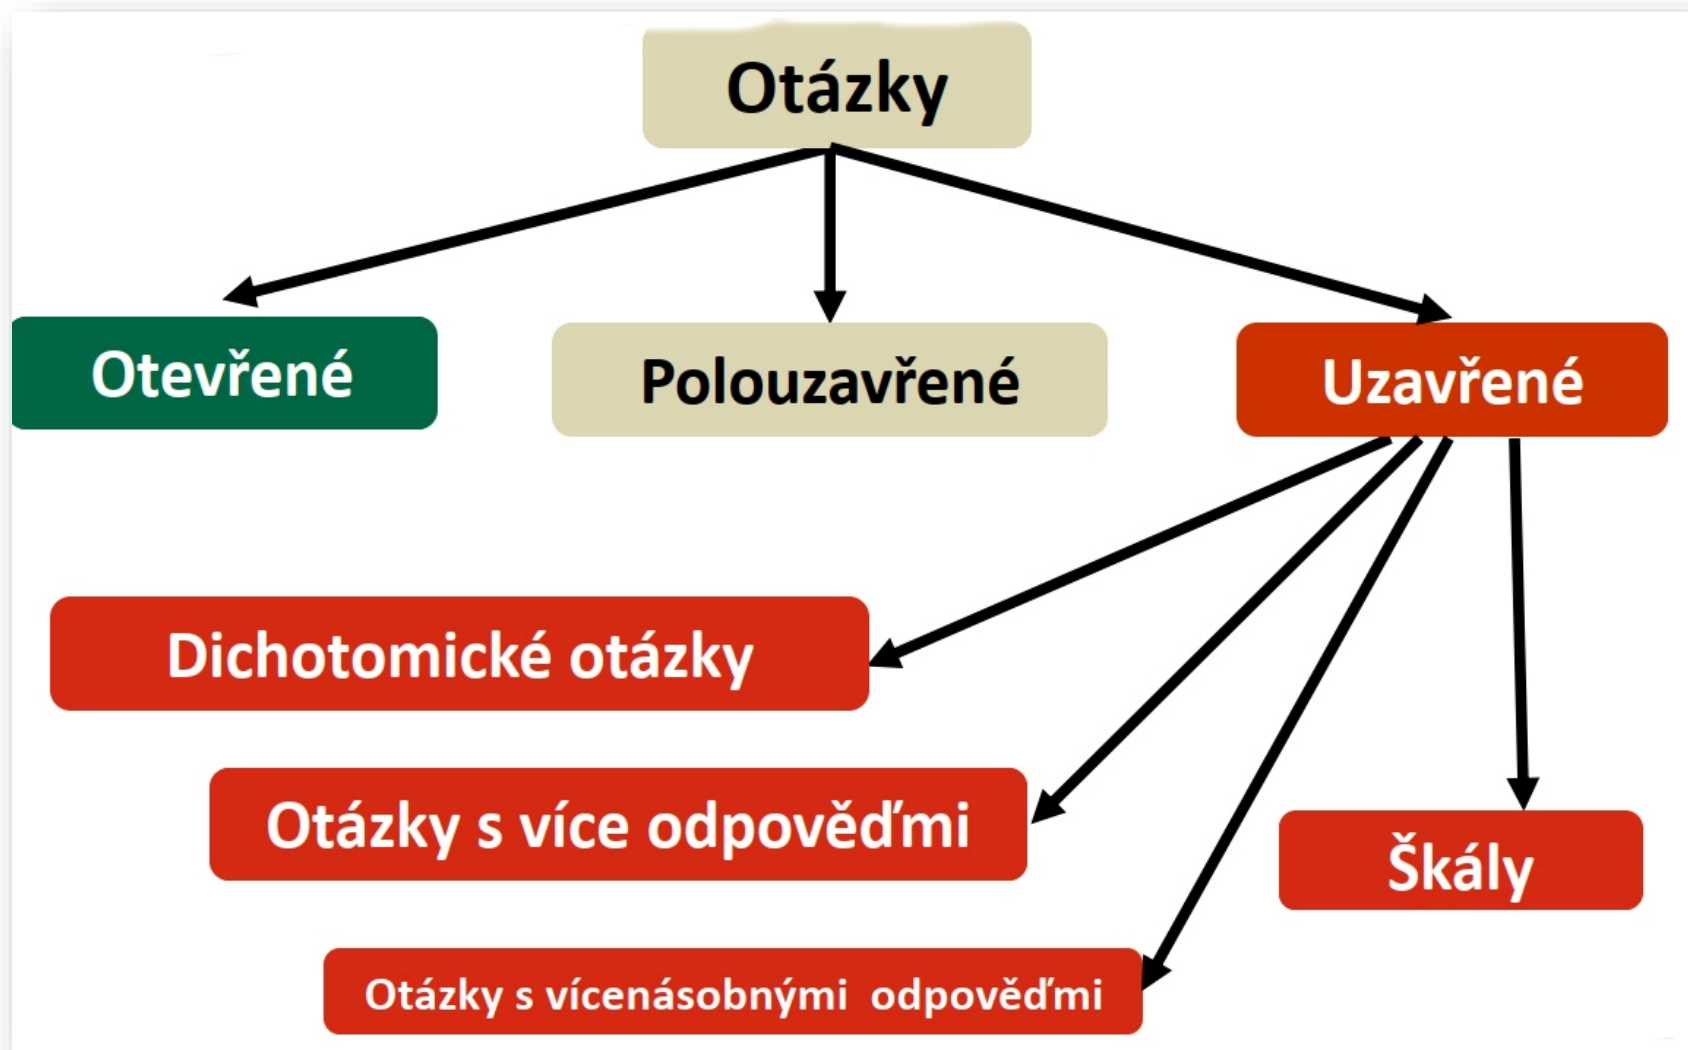 Otázky
Otevřené
Polouzavřené
Uzavřené
Dichotomické otázky
Otázky s více odpověďmi
Škály
Otázky s vícenásobnými odpověďmi